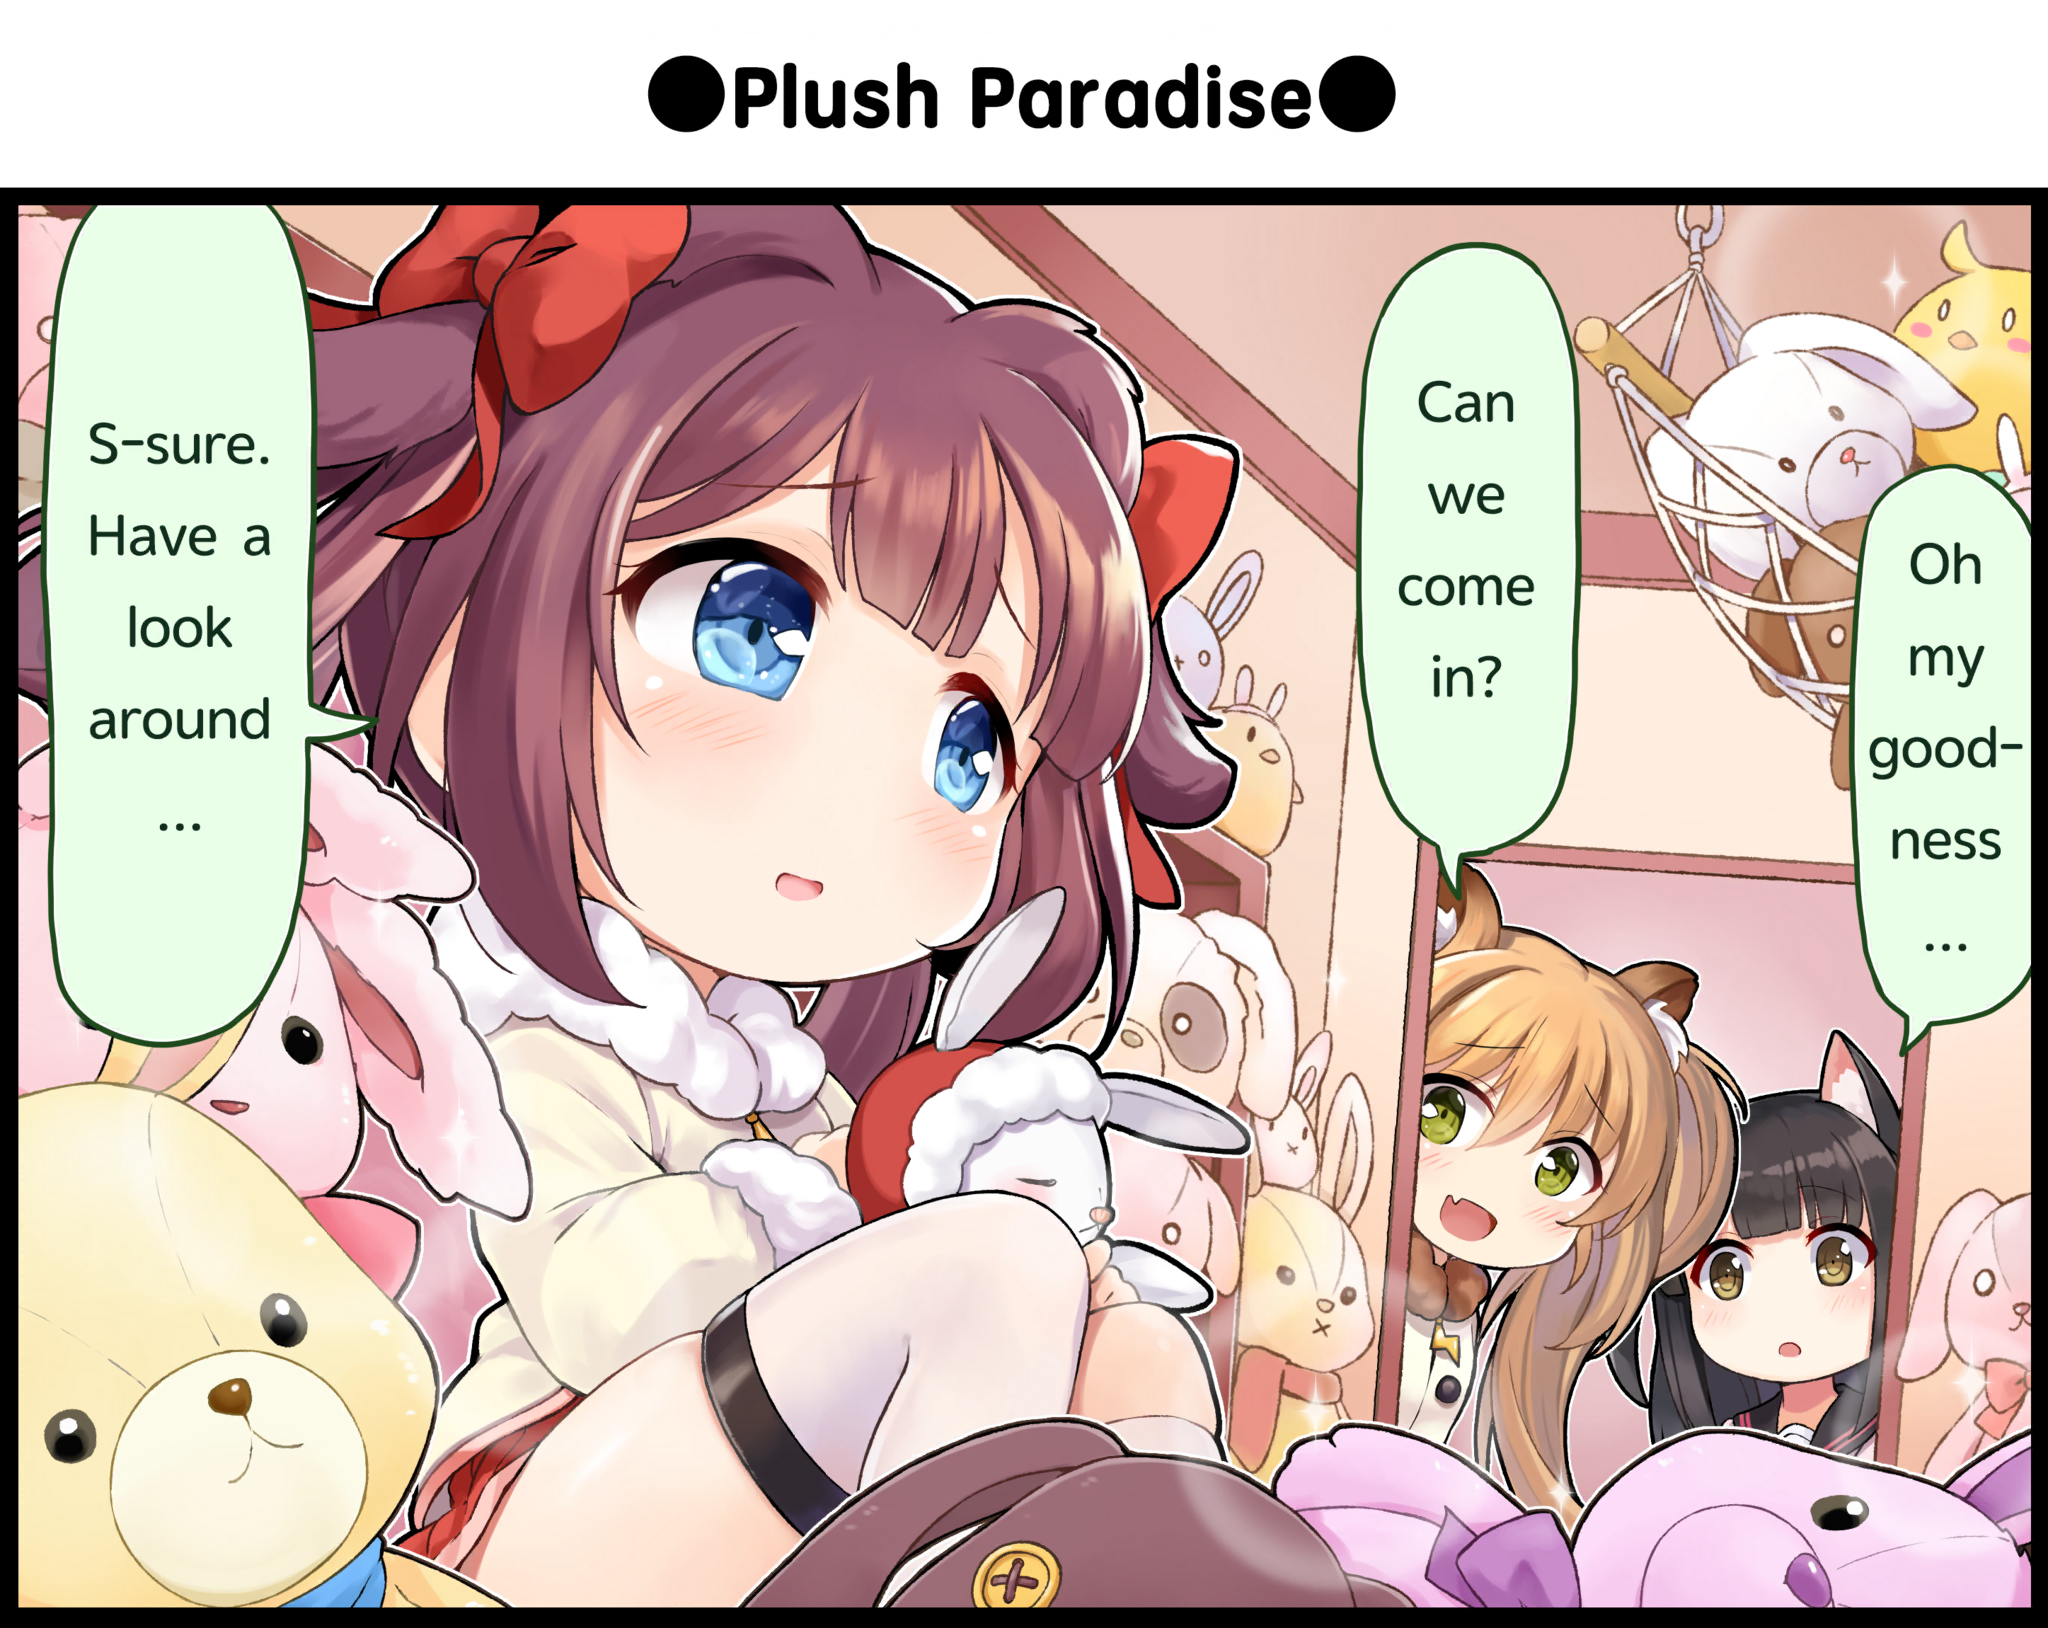 ●Plush Paradise●
Oh
my
good-
ness
...
Can
we
come
in?
S-sure.
Have a
look
around
...